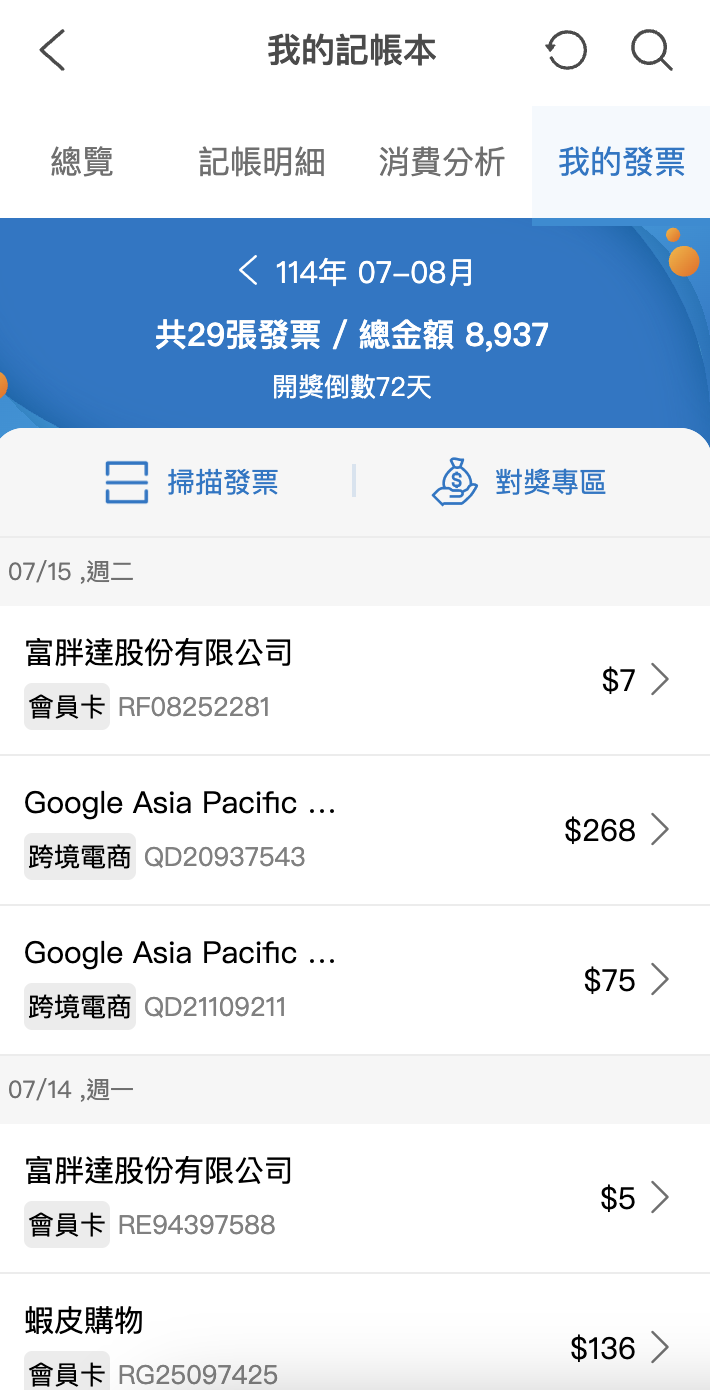 我的記帳本
總覽 記帳明細 消費分析 我的發票
114年 07-08月
共29張發票 / 總金額 8,937
開獎倒數72天
掃描發票 對獎專區
07/15 ,週二
富胖達股份有限公司
$7
會員卡 RF08252281
Google Asia Pacific ...
$268
跨境電商 QD20937543
Google Asia Pacific ...
$75
跨境電商 QD21109211
07/14 ,週一
富胖達股份有限公司
$5
會員卡 RE94397588
蝦皮購物
$136
會員卡 RG25097425